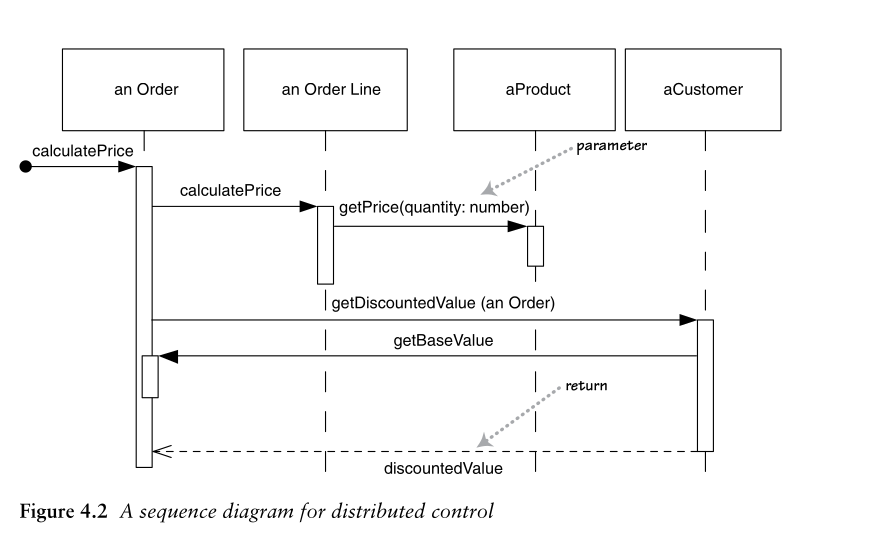 an Order
an Order Line
aProduct
aCustomer
calculatePrice
parameter
calculatePrice
getPrice(quantity: number)
getDiscountedValue (an Order)
getBaseValue
return
discountedValue
Figure 4.2 A sequence diagram for distributed control